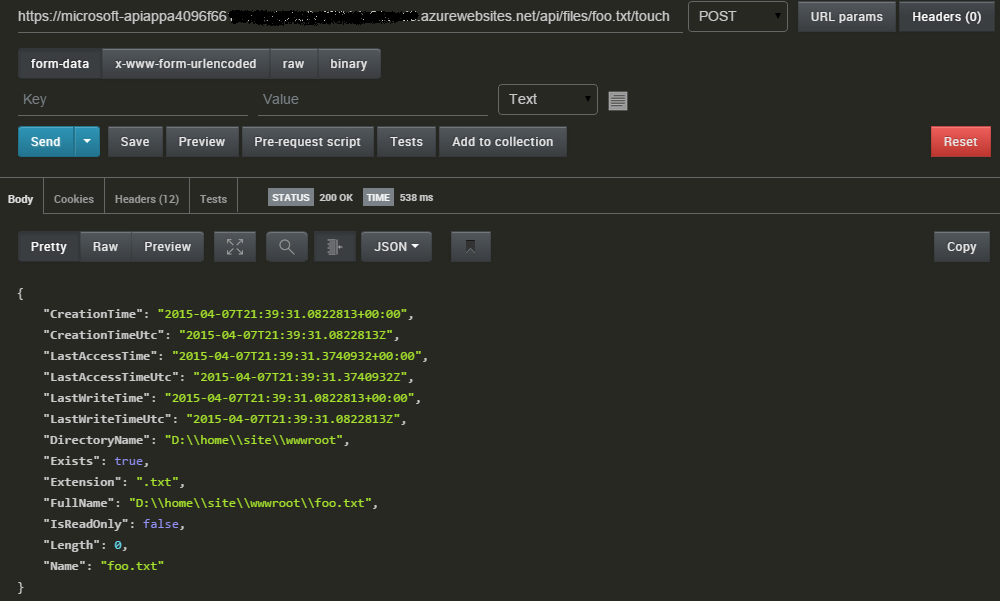 https://microsoft-apiappa4096f66 .azurewebsites.net/api/files/foo.txt/touch POST URL params Headers (0)
form-data x-www-form-urlencoded raw binary
Key Value Text
Send Save Preview Pre-request script Tests Add to collection Reset
Body Cookies Headers (12) Tests STATUS 200 OK TIME 538 ms
Pretty Raw Preview JSON Copy
{
"CreationTime": "2015-04-07T21:39:31.0822813+00:00",
"CreationTimeUtc": "2015-04-07T21:39:31.0822813Z",
"LastAccessTime": "2015-04-07T21:39:31.3740932+00:00",
"LastAccessTimeUtc": "2015-04-07T21:39:31.3740932Z",
"LastWriteTime": "2015-04-07T21:39:31.0822813+00:00",
"LastWriteTimeUtc": "2015-04-07T21:39:31.0822813Z",
"DirectoryName": "D:\\home\\site\\wwwroot",
"Exists": true,
"Extension": ".txt",
"FullName": "D:\\home\\site\\wwwroot\\foo.txt",
"IsReadOnly": false,
"Length": 0,
"Name": "foo.txt"
}